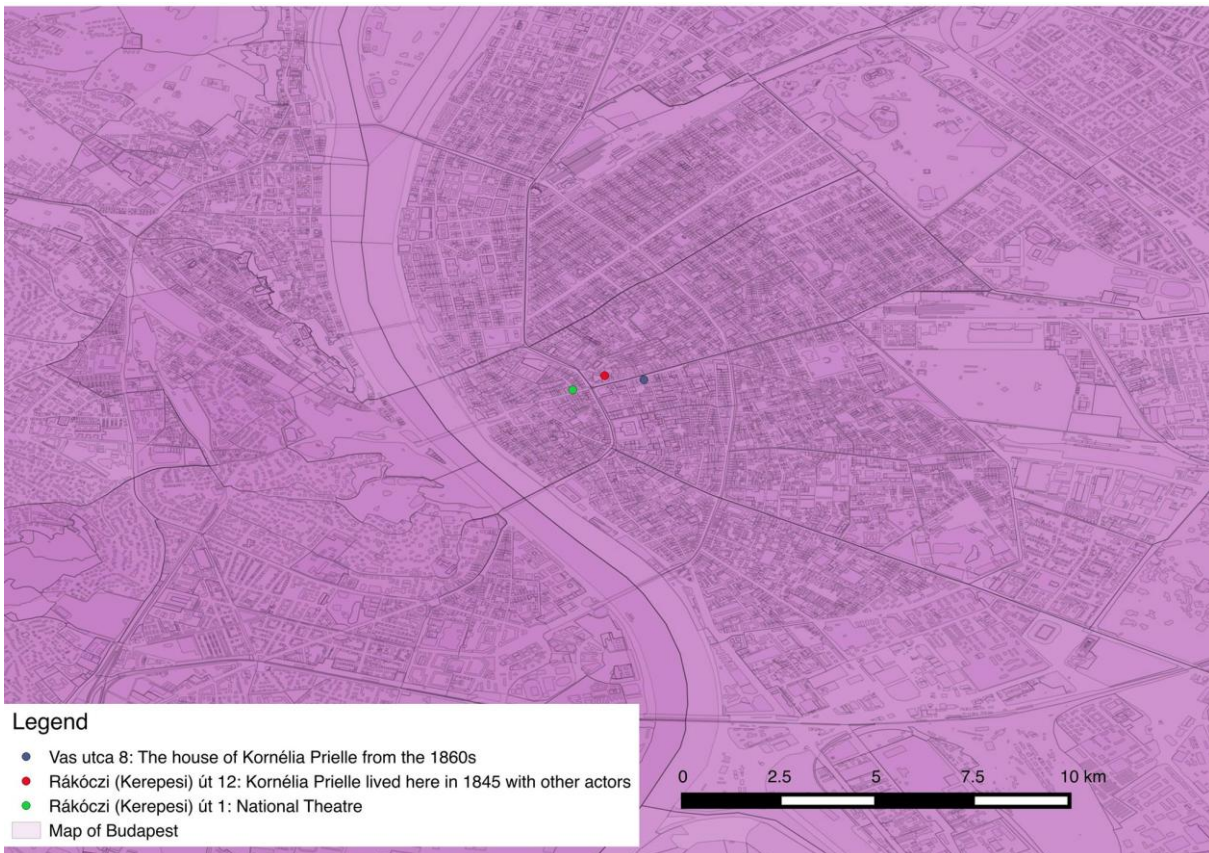 Legend
Vas utca 8: The house of Kornélia Prielle from the 1860s
Rákóczi (Kerepesi) út 12: Kornélia Prielle lived here in 1845 with other actors
Rákóczi (Kerepesi) út 1: National Theatre
Map of Budapest
0 2.5 5 7.5 10 km